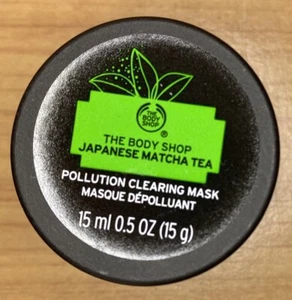 THE
BODY
SHOP
®
THE BODY SHOP
JAPANESE MATCHA TEA
POLLUTION CLEARING MASK
MASQUE DÉPOLLUANT
15 ml 0.5 OZ (15 g)